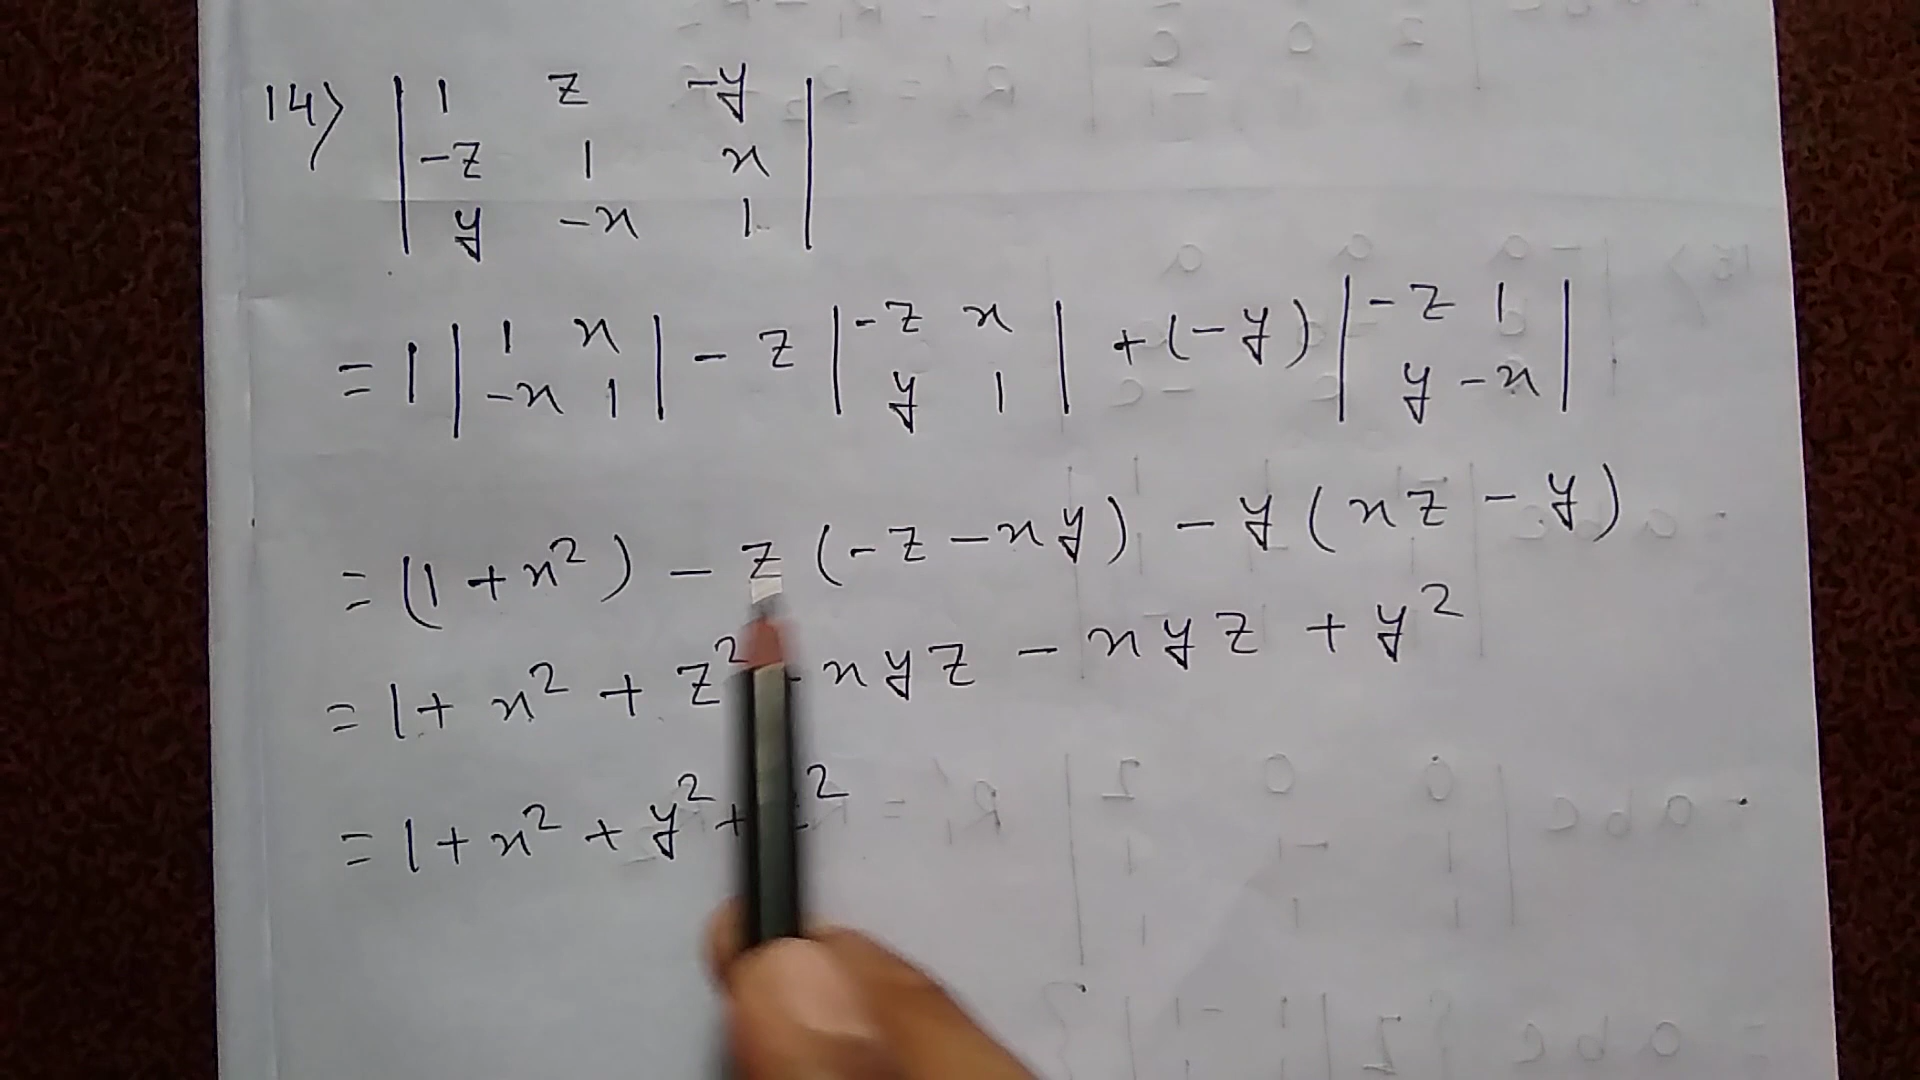 14) | 1 z -y |
| -z 1 x |
| y -x 1 |
= 1 | 1 x | - z | -z x | + (-y) | -z 1 |
| -x 1 | | y 1 | | y -x |
= (1 + x²) - z (-z - xy) - y (xz - y)
= 1 + x² + z² xyz - xyz + y²
= 1 + x² + y² + ²